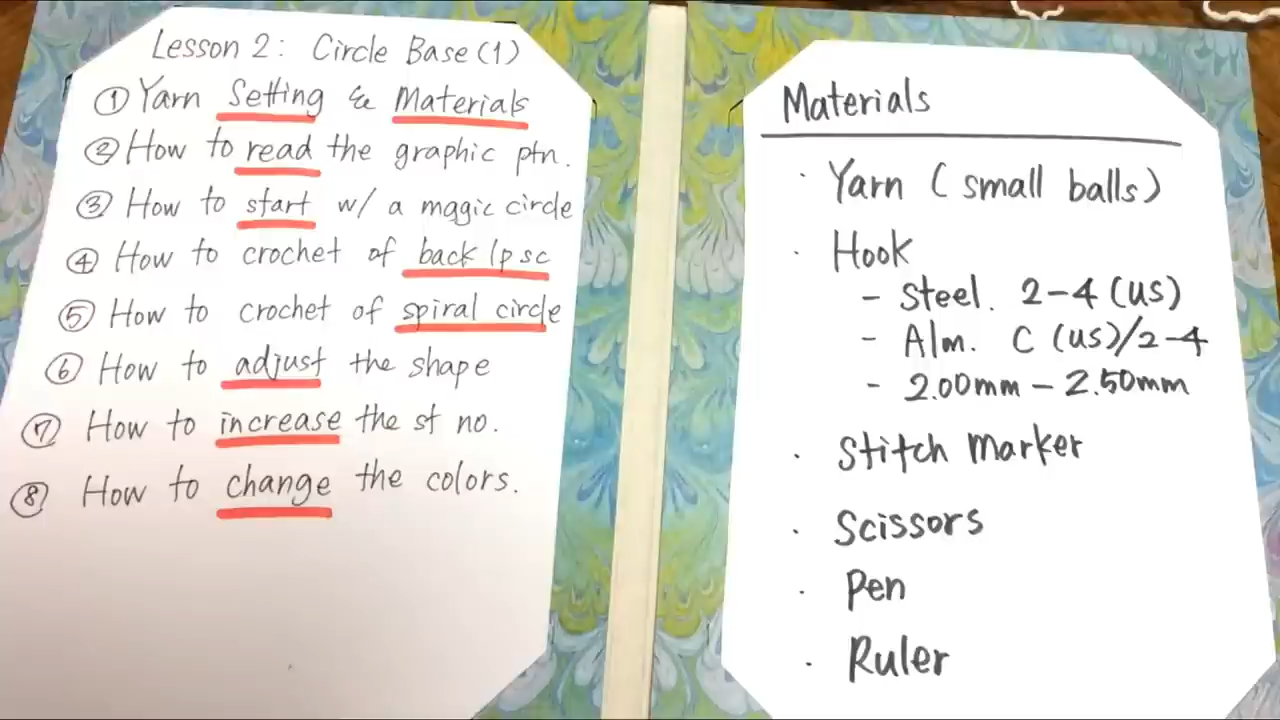 Lesson 2: Circle Base (1)
① Yarn Setting & Materials
② How to read the graphic ptn.
③ How to start w/ a magic circle
④ How to crochet of back lp sc
⑤ How to crochet of spiral circle
⑥ How to adjust the shape
⑦ How to increase the st no.
⑧ How to change the colors.
Materials
· Yarn (small balls)
· Hook
- Steel. 2-4 (US)
- Alm. C (US)/2-4
- 2.00mm - 2.50mm
· Stitch Marker
· Scissors
· Pen
· Ruler